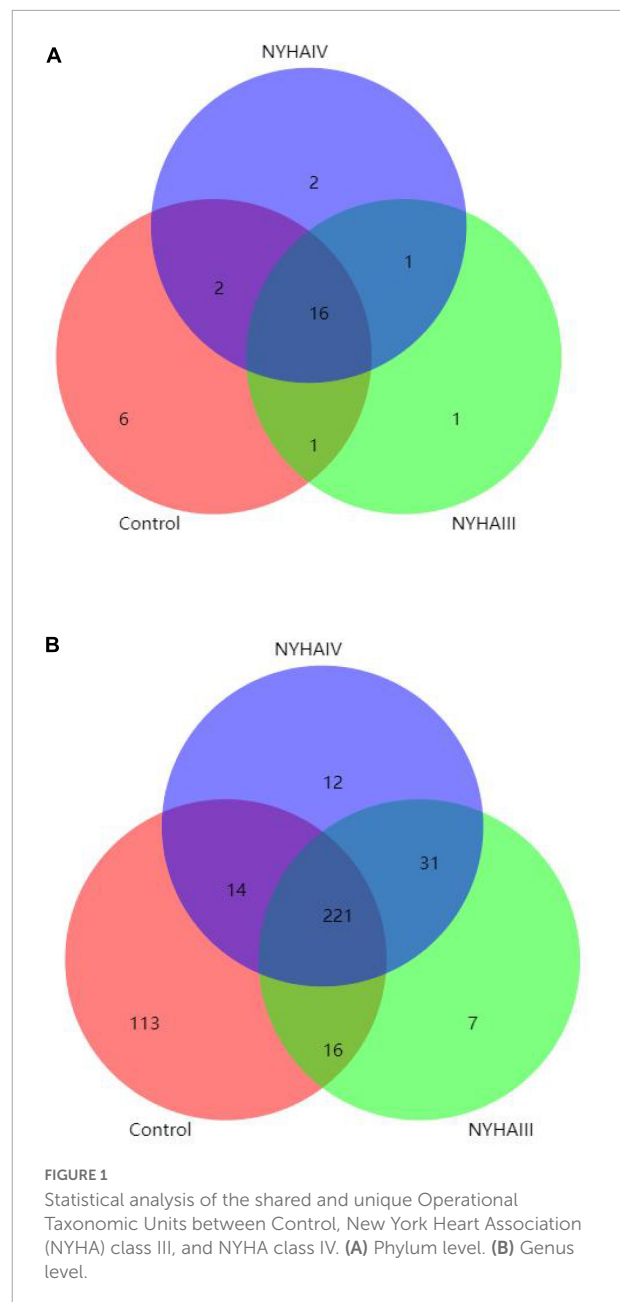 A
NYHAIV
2
2
1
16
6
1
1
Control
NYHAIII
B
NYHAIV
12
14
31
221
113
16
7
Control
NYHAIII
FIGURE 1
Statistical analysis of the shared and unique Operational
Taxonomic Units between Control, New York Heart Association
(NYHA) class III, and NYHA class IV. (A) Phylum level. (B) Genus
level.